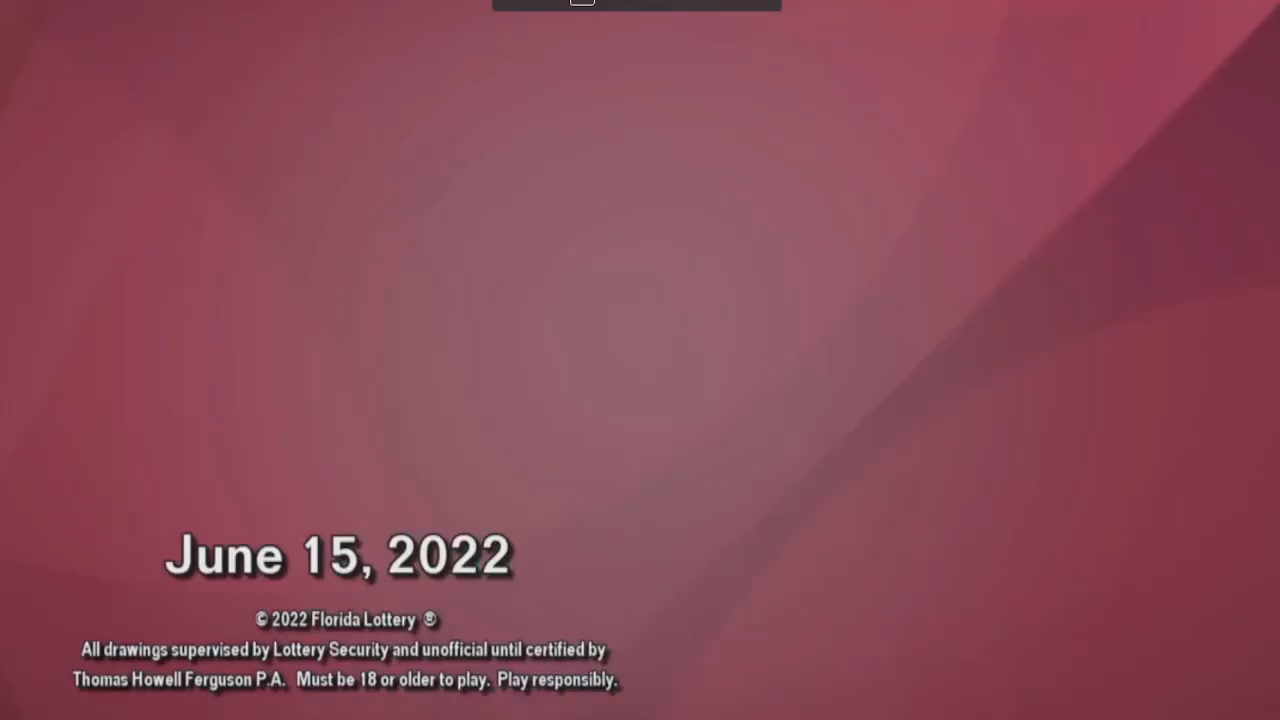 June 15, 2022
© 2022 Florida Lottery ®
All drawings supervised by Lottery Security and unofficial until certified by
Thomas Howell Ferguson P.A. Must be 18 or older to play. Play responsibly.